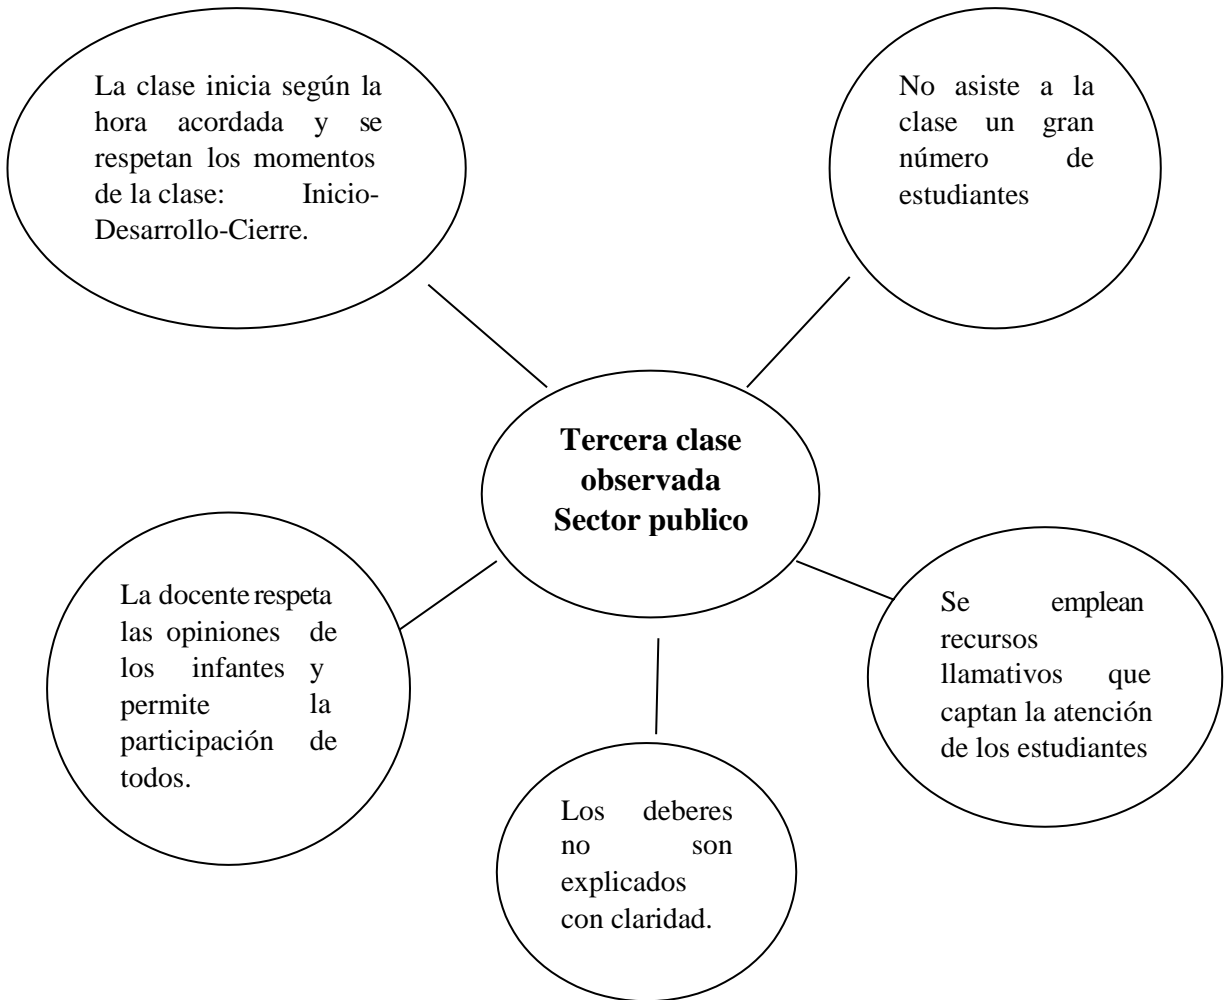 La clase inicia según la
hora acordada y se
respetan los momentos
de la clase: Inicio-
Desarrollo-Cierre.
No asiste a la
clase un gran
número de
estudiantes
Tercera clase
observada
Sector publico
La docente respeta
las opiniones de
los infantes y
permite la
participación de
todos.
Se emplean
recursos
llamativos que
captan la atención
de los estudiantes
Los deberes
no son
explicados
con claridad.